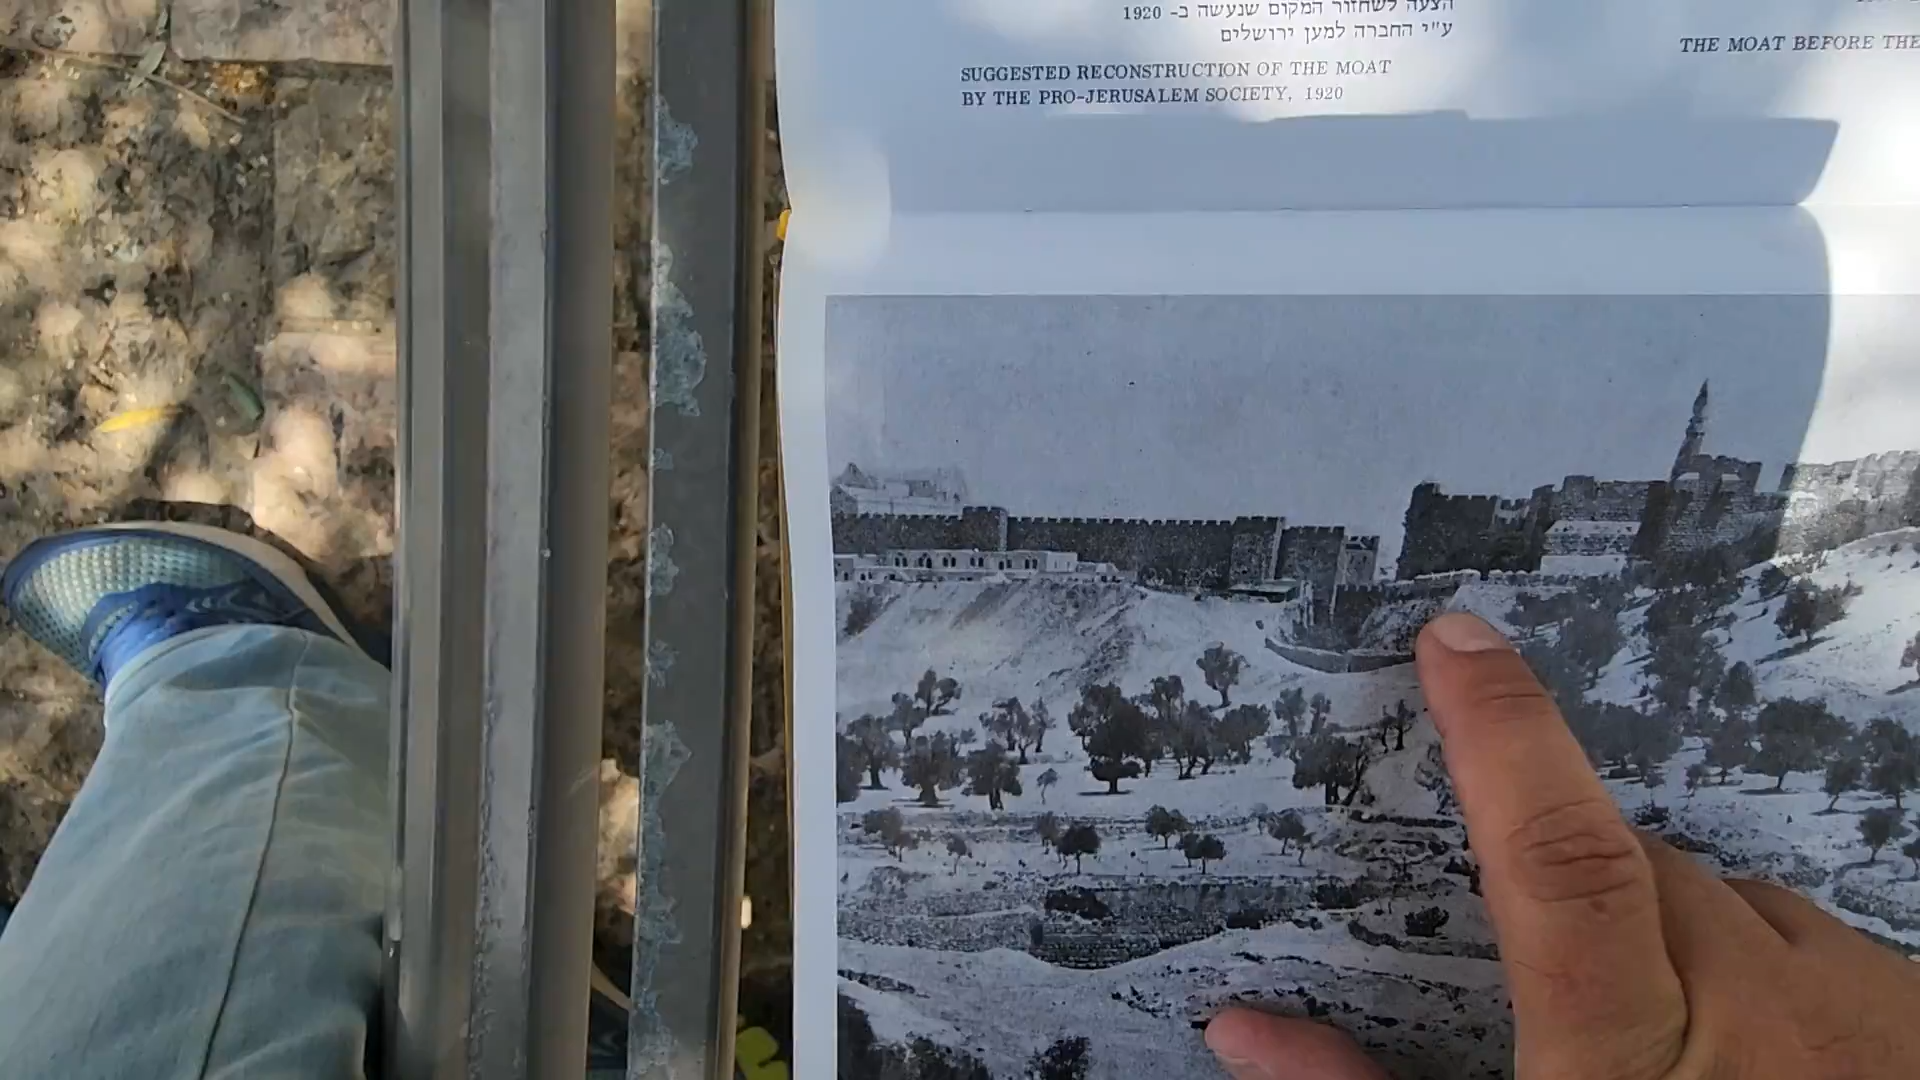 הצעה לשחזור המקום שנעשה ב- 1920
ע"י החברה למען ירושלים
SUGGESTED RECONSTRUCTION OF THE MOAT
BY THE PRO-JERUSALEM SOCIETY, 1920
THE MOAT BEFORE THE